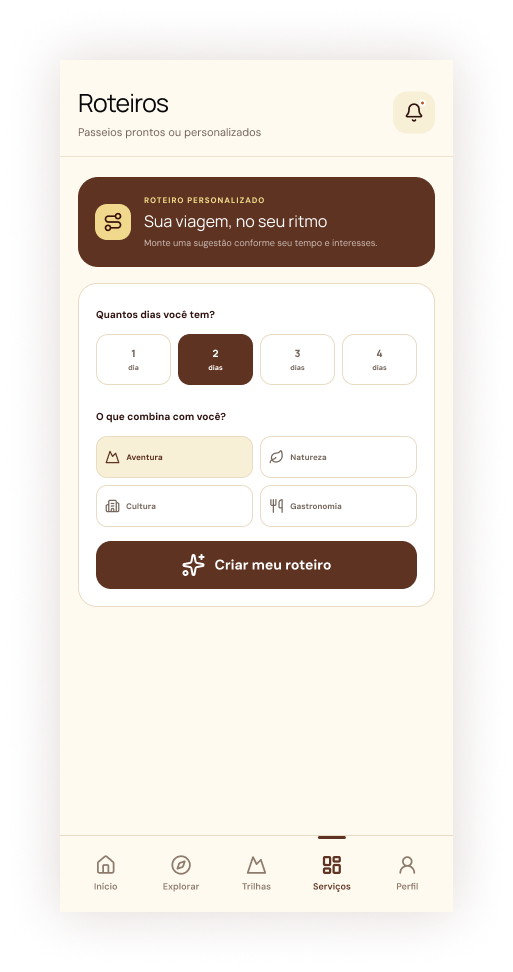 Roteiros
Passeios prontos ou personalizados
ROTEIRO PERSONALIZADO
Sua viagem, no seu ritmo
Monte uma sugestão conforme seu tempo e interesses.
Quantos dias você tem?
1 2 3 4
dia dias dias dias
O que combina com você?
Aventura Natureza
Cultura Gastronomia
Criar meu roteiro
Início Explorar Trilhas Serviços Perfil